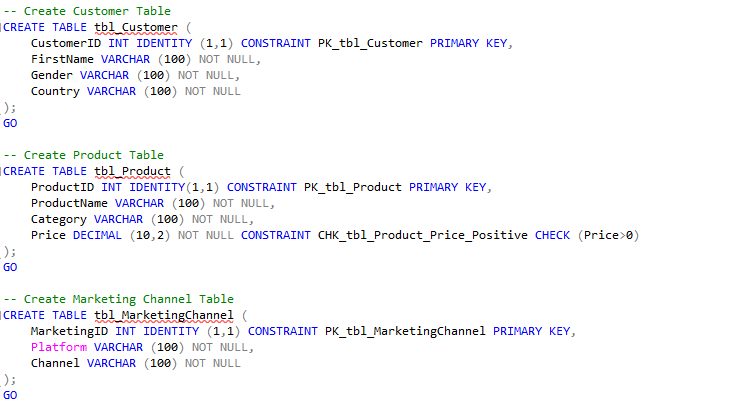 -- Create Customer Table
CREATE TABLE tbl_Customer (
CustomerID INT IDENTITY (1,1) CONSTRAINT PK_tbl_Customer PRIMARY KEY,
FirstName VARCHAR (100) NOT NULL,
Gender VARCHAR (100) NOT NULL,
Country VARCHAR (100) NOT NULL
);
GO
-- Create Product Table
CREATE TABLE tbl_Product (
ProductID INT IDENTITY(1,1) CONSTRAINT PK_tbl_Product PRIMARY KEY,
ProductName VARCHAR (100) NOT NULL,
Category VARCHAR (100) NOT NULL,
Price DECIMAL (10,2) NOT NULL CONSTRAINT CHK_tbl_Product_Price_Positive CHECK (Price>0)
);
GO
-- Create Marketing Channel Table
CREATE TABLE tbl_MarketingChannel (
MarketingID INT IDENTITY (1,1) CONSTRAINT PK_tbl_MarketingChannel PRIMARY KEY,
Platform VARCHAR (100) NOT NULL,
Channel VARCHAR (100) NOT NULL
);
GO